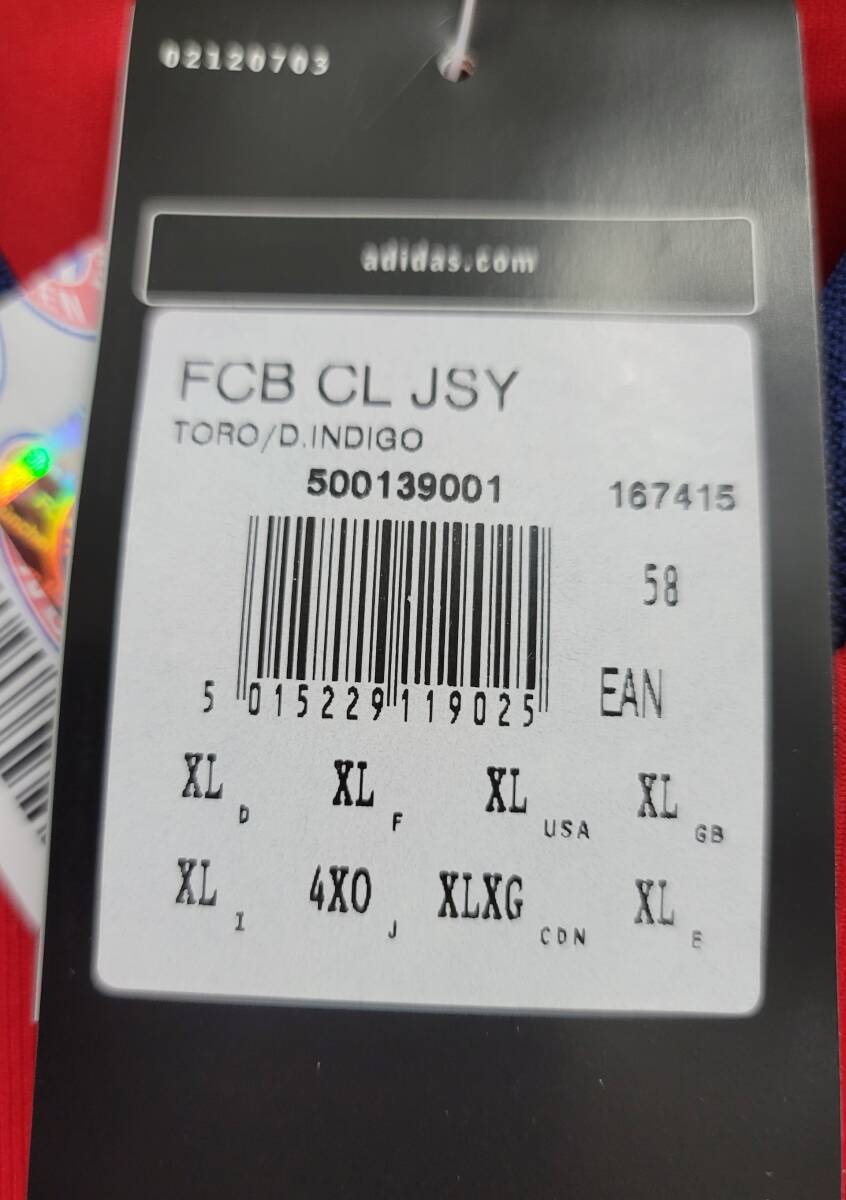 02120703
adidas.com
FCB CL JSY
TORO/D.INDIGO
500139001 167415
58
5 015229 119025 EAN
XL D XL F XL USA XL GB
XL I 4XO J XLXG CDN XL E
EN